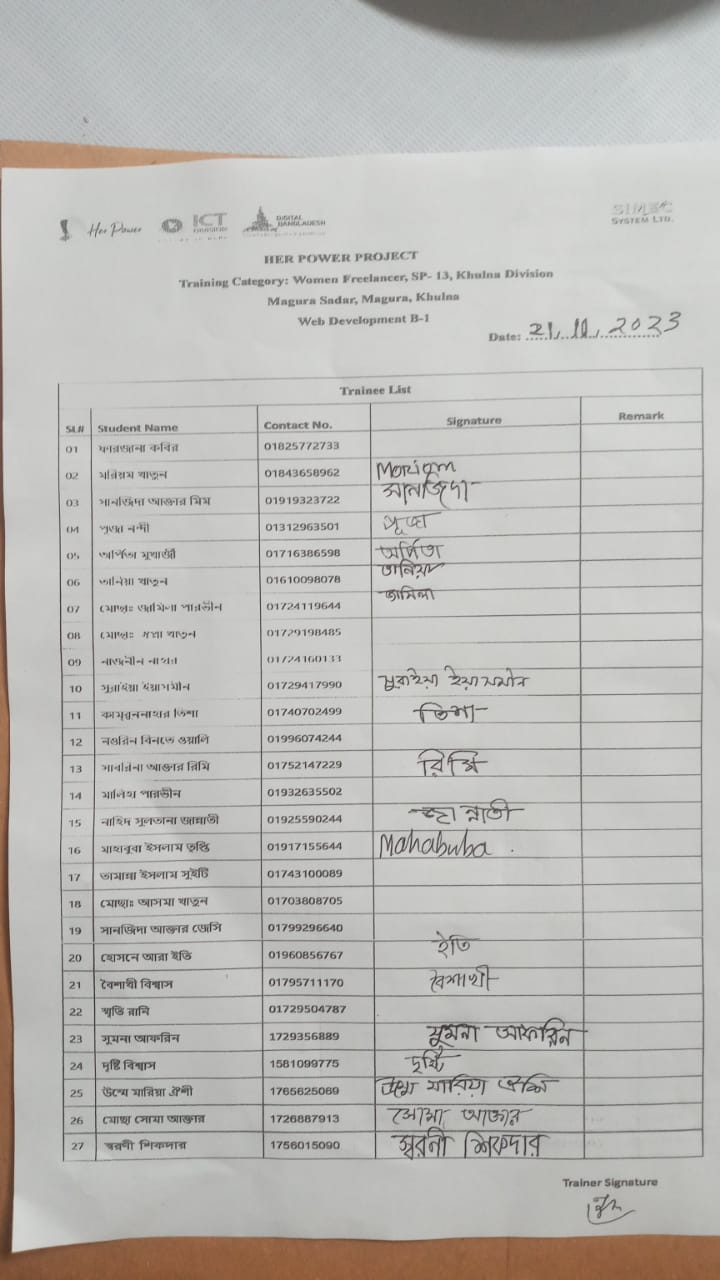 Her Power ICT DIVISION DIGITAL BANGLADESH SIMEC SYSTEM LTD.
HER POWER PROJECT
Training Category: Women Freelancer, SP- 13, Khulna Division
Magura Sadar, Magura, Khulna
Web Development B-1
Date: 21, 11, 2023
Trainee List
SL# Student Name Contact No. Signature Remark
01 ফারজানা কবির 01825772733
02 মরিয়ম খাতুন 01843658962 Moriom
03 সানজিদা আক্তার মিম 01919323722 সানজিদা
04 পূজা নন্দী 01312963501 পূজা
05 অর্পিতা মুখার্জী 01716386598 অর্পিতা
06 তানিয়া খাতুন 01610098078 তানিয়া
07 মোছাঃ জামিলা পারভীন 01724119644 জামিলা
08 মোছাঃ খাতুন 01729198485
09 নাজনীন নাহার 01724160133
10 সুরাইয়া ইয়াসমীন 01729417990 সুরাইয়া ইয়াসমীন
11 কামরুননাহার তিশা 01740702499 তিশা
12 নওরিন বিনতে ওয়ালি 01996074244
13 সাবরিনা আক্তার রিমি 01752147229 রিমি
14 মালিহা পারভীন 01932635502
15 নাহিদ সুলতানা জান্নাতী 01925590244 জান্নাতী
16 মাহাবুবা ইসলাম তৃপ্তি 01917155644 Mahabuba .
17 তামান্না ইসলাম সুইটি 01743100089
18 মোছাঃ আসমা খাতুন 01703808705
19 সানজিদা আক্তার জেসি 01799296640
20 হোসনে আরা ইতি 01960856767 ইতি
21 বৈশাখী বিশ্বাস 01795711170 বৈশাখী
22 স্মৃতি রানি 01729504787
23 সুমনা আফরিন 1729356889 সুমনা আফরিন
24 দৃষ্টি বিশ্বাস 1581099775 দৃষ্টি
25 উম্মে মারিয়া ঐশী 1765625069 উম্মে মারিয়া ঐশি
26 মোছা সোমা আক্তার 1726887913 সোমা আক্তার
27 স্বরণী শিকদার 1756015090 স্বরনী শিকদার
Trainer Signature